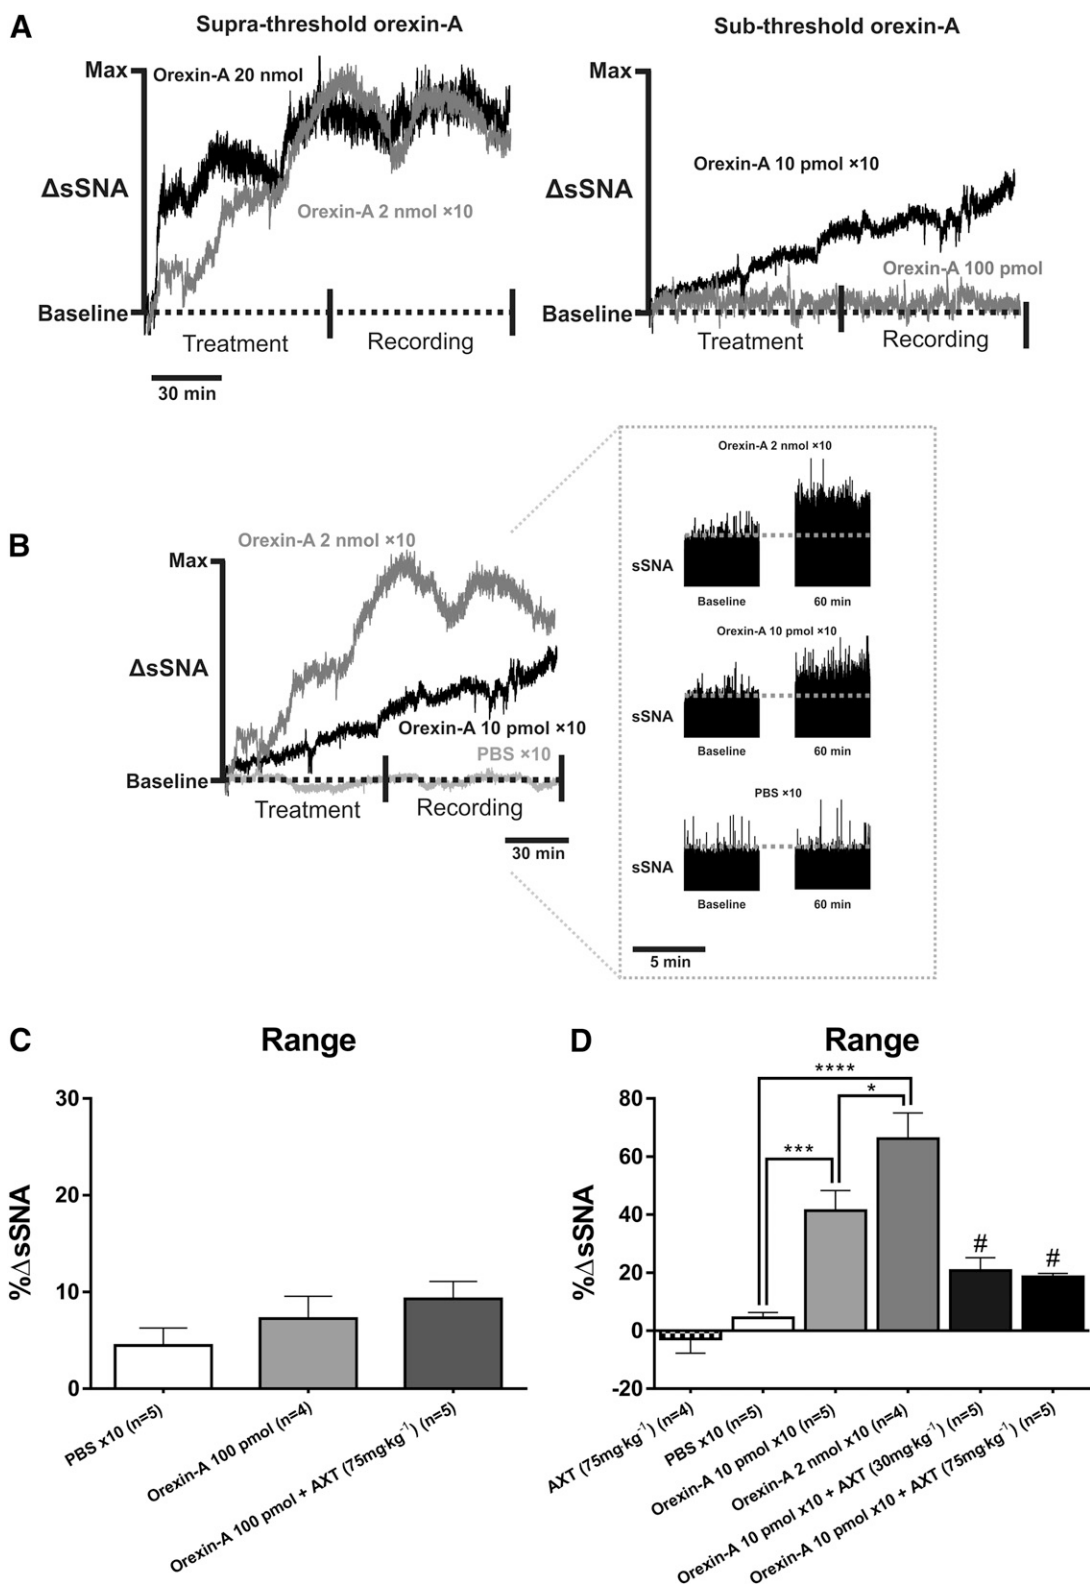 A
Supra-threshold orexin-A
Sub-threshold orexin-A
Max
Orexin-A 20 nmol
ΔsSNA
Orexin-A 2 nmol ×10
Baseline
Treatment
Recording
30 min
Max
Orexin-A 10 pmol ×10
ΔsSNA
Orexin-A 100 pmol
Baseline
Treatment
Recording
B
Orexin-A 2 nmol ×10
Max
ΔsSNA
Orexin-A 10 pmol ×10
PBS ×10
Baseline
Treatment
Recording
30 min
Orexin-A 2 nmol ×10
sSNA
Baseline
60 min
Orexin-A 10 pmol ×10
sSNA
Baseline
60 min
PBS ×10
sSNA
Baseline
60 min
5 min
C
Range
%ΔsSNA
30
20
10
0
PBS x10 (n=5)
Orexin-A 100 pmol (n=4)
Orexin-A 100 pmol + AXT (75mg·kg⁻¹) (n=5)
D
Range
%ΔsSNA
80
60
40
20
0
-20
****
*
***
#
#
AXT (75mg·kg⁻¹) (n=4)
PBS x10 (n=5)
Orexin-A 10 pmol x10 (n=5)
Orexin-A 2 nmol x10 (n=4)
Orexin-A 10 pmol x10 + AXT (30mg·kg⁻¹) (n=5)
Orexin-A 10 pmol x10 + AXT (75mg·kg⁻¹) (n=5)